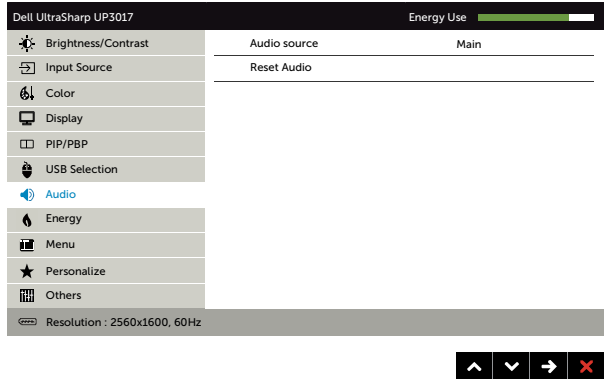 Dell UltraSharp UP3017 Energy Use
Brightness/Contrast Audio source Main
Input Source Reset Audio
Color
Display
PIP/PBP
USB Selection
Audio
Energy
Menu
Personalize
Others
Resolution : 2560x1600, 60Hz